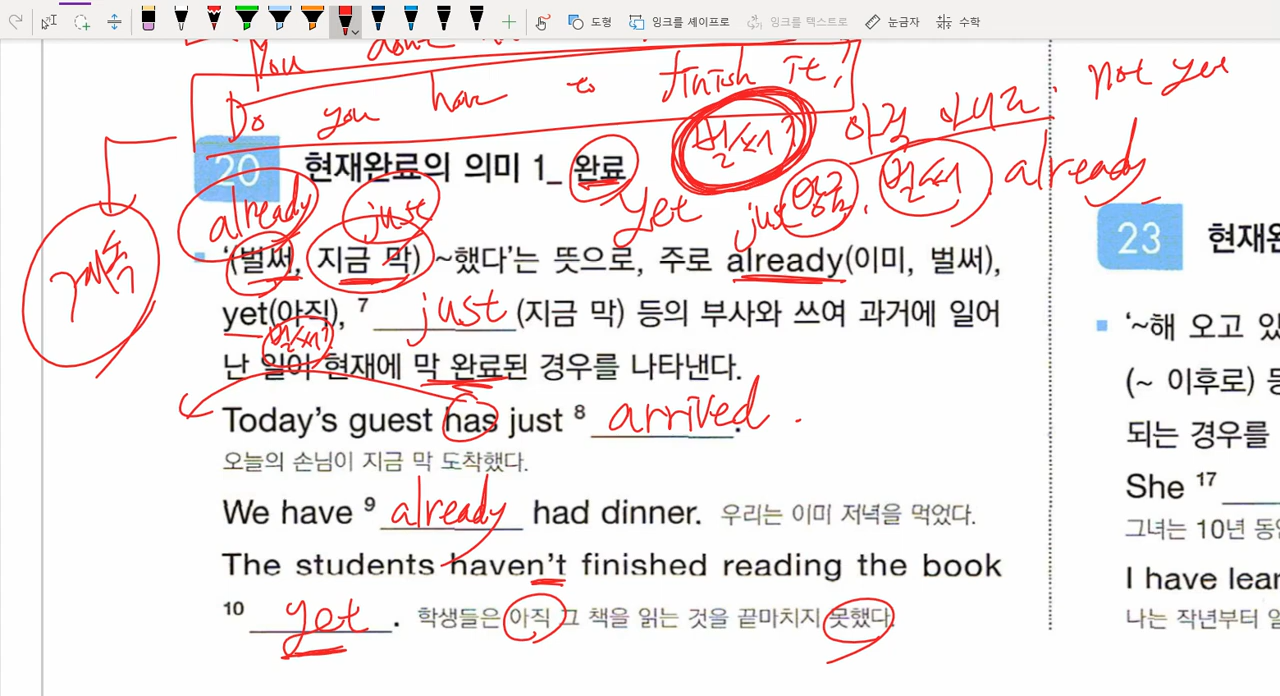 도형 잉크를 셰이프로 잉크를 텍스트로 눈금자 수학
You
Do you have to finish it!
벌써? 아직 not yet
20 현재완료의 의미 1_ 완료
already just yet just 방금, 벌써 already
계속
'(벌써, 지금 막) ~했다'는 뜻으로, 주로 already(이미, 벌써),
yet(아직), 7 just (지금 막) 등의 부사와 쓰여 과거에 일어
벌써?
난 일이 현재에 막 완료된 경우를 나타낸다.
Today's guest has just 8 arrived.
오늘의 손님이 지금 막 도착했다.
We have 9 already had dinner. 우리는 이미 저녁을 먹었다.
The students haven't finished reading the book
10 yet. 학생들은 아직 그 책을 읽는 것을 끝마치지 못했다.
23 현재완
'~해 오고 있
(~ 이후로) 등
되는 경우를
She 17
그녀는 10년 동안
I have lear
나는 작년부터 일